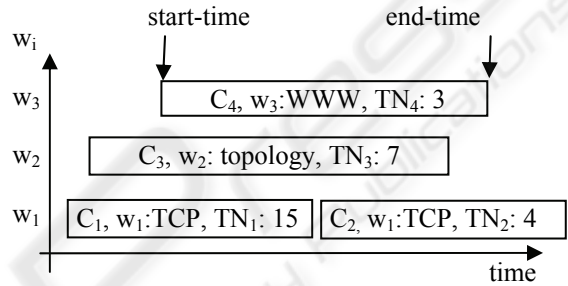 start-time end-time
wᵢ
w₃ C₄, w₃:WWW, TN₄: 3
w₂ C₃, w₂: topology, TN₃: 7
w₁ C₁, w₁:TCP, TN₁: 15 C₂, w₁:TCP, TN₂: 4
time